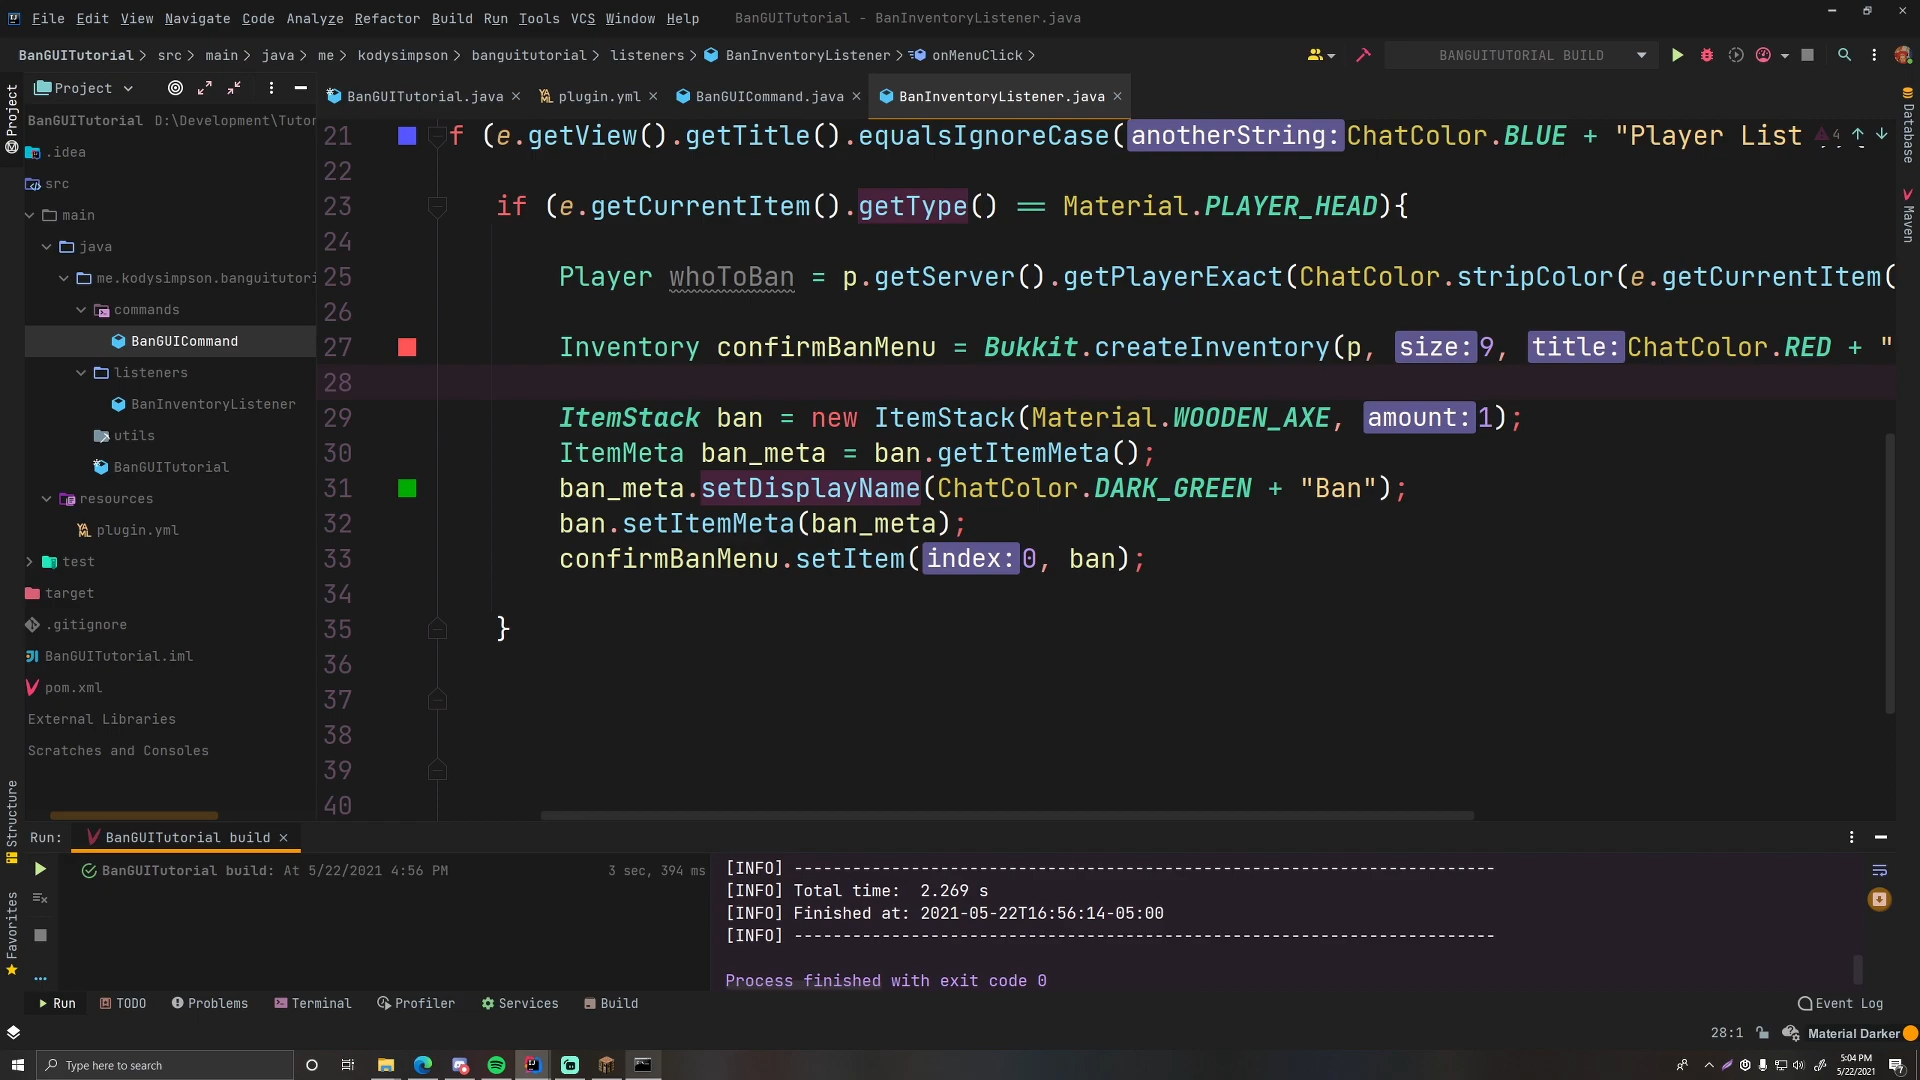 File Edit View Navigate Code Analyze Refactor Build Run Tools VCS Window Help BanGUITutorial - BanInventoryListener.java
BanGUITutorial > src > main > java > me > kodysimpson > banguitutorial > listeners > BanInventoryListener > onMenuClick > BANGUITUTORIAL BUILD
Project
BanGUITutorial.java × plugin.yml × BanGUICommand.java × BanInventoryListener.java ×
Project
BanGUITutorial D:\Development\Tutor
.idea
src
main
java
me.kodysimpson.banguitutori
commands
BanGUICommand
listeners
BanInventoryListener
utils
BanGUITutorial
resources
plugin.yml
test
target
.gitignore
BanGUITutorial.iml
pom.xml
External Libraries
Scratches and Consoles
Structure
Favorites
Database
Maven
21 f (e.getView().getTitle().equalsIgnoreCase( anotherString: ChatColor.BLUE + "Player List 4
22
23 if (e.getCurrentItem().getType() == Material.PLAYER_HEAD){
24
25 Player whoToBan = p.getServer().getPlayerExact(ChatColor.stripColor(e.getCurrentItem(
26
27 Inventory confirmBanMenu = Bukkit.createInventory(p, size: 9, title: ChatColor.RED + "
28
29 ItemStack ban = new ItemStack(Material.WOODEN_AXE, amount: 1);
30 ItemMeta ban_meta = ban.getItemMeta();
31 ban_meta.setDisplayName(ChatColor.DARK_GREEN + "Ban");
32 ban.setItemMeta(ban_meta);
33 confirmBanMenu.setItem( index: 0, ban);
34
35 }
36
37
38
39
40
Run: BanGUITutorial build ×
BanGUITutorial build: At 5/22/2021 4:56 PM 3 sec, 394 ms
[INFO] ------------------------------------------------------------------------
[INFO] Total time:  2.269 s
[INFO] Finished at: 2021-05-22T16:56:14-05:00
[INFO] ------------------------------------------------------------------------
Process finished with exit code 0
Run TODO Problems Terminal Profiler Services Build Event Log
28:1 Material Darker
Type here to search
5:04 PM
5/22/2021